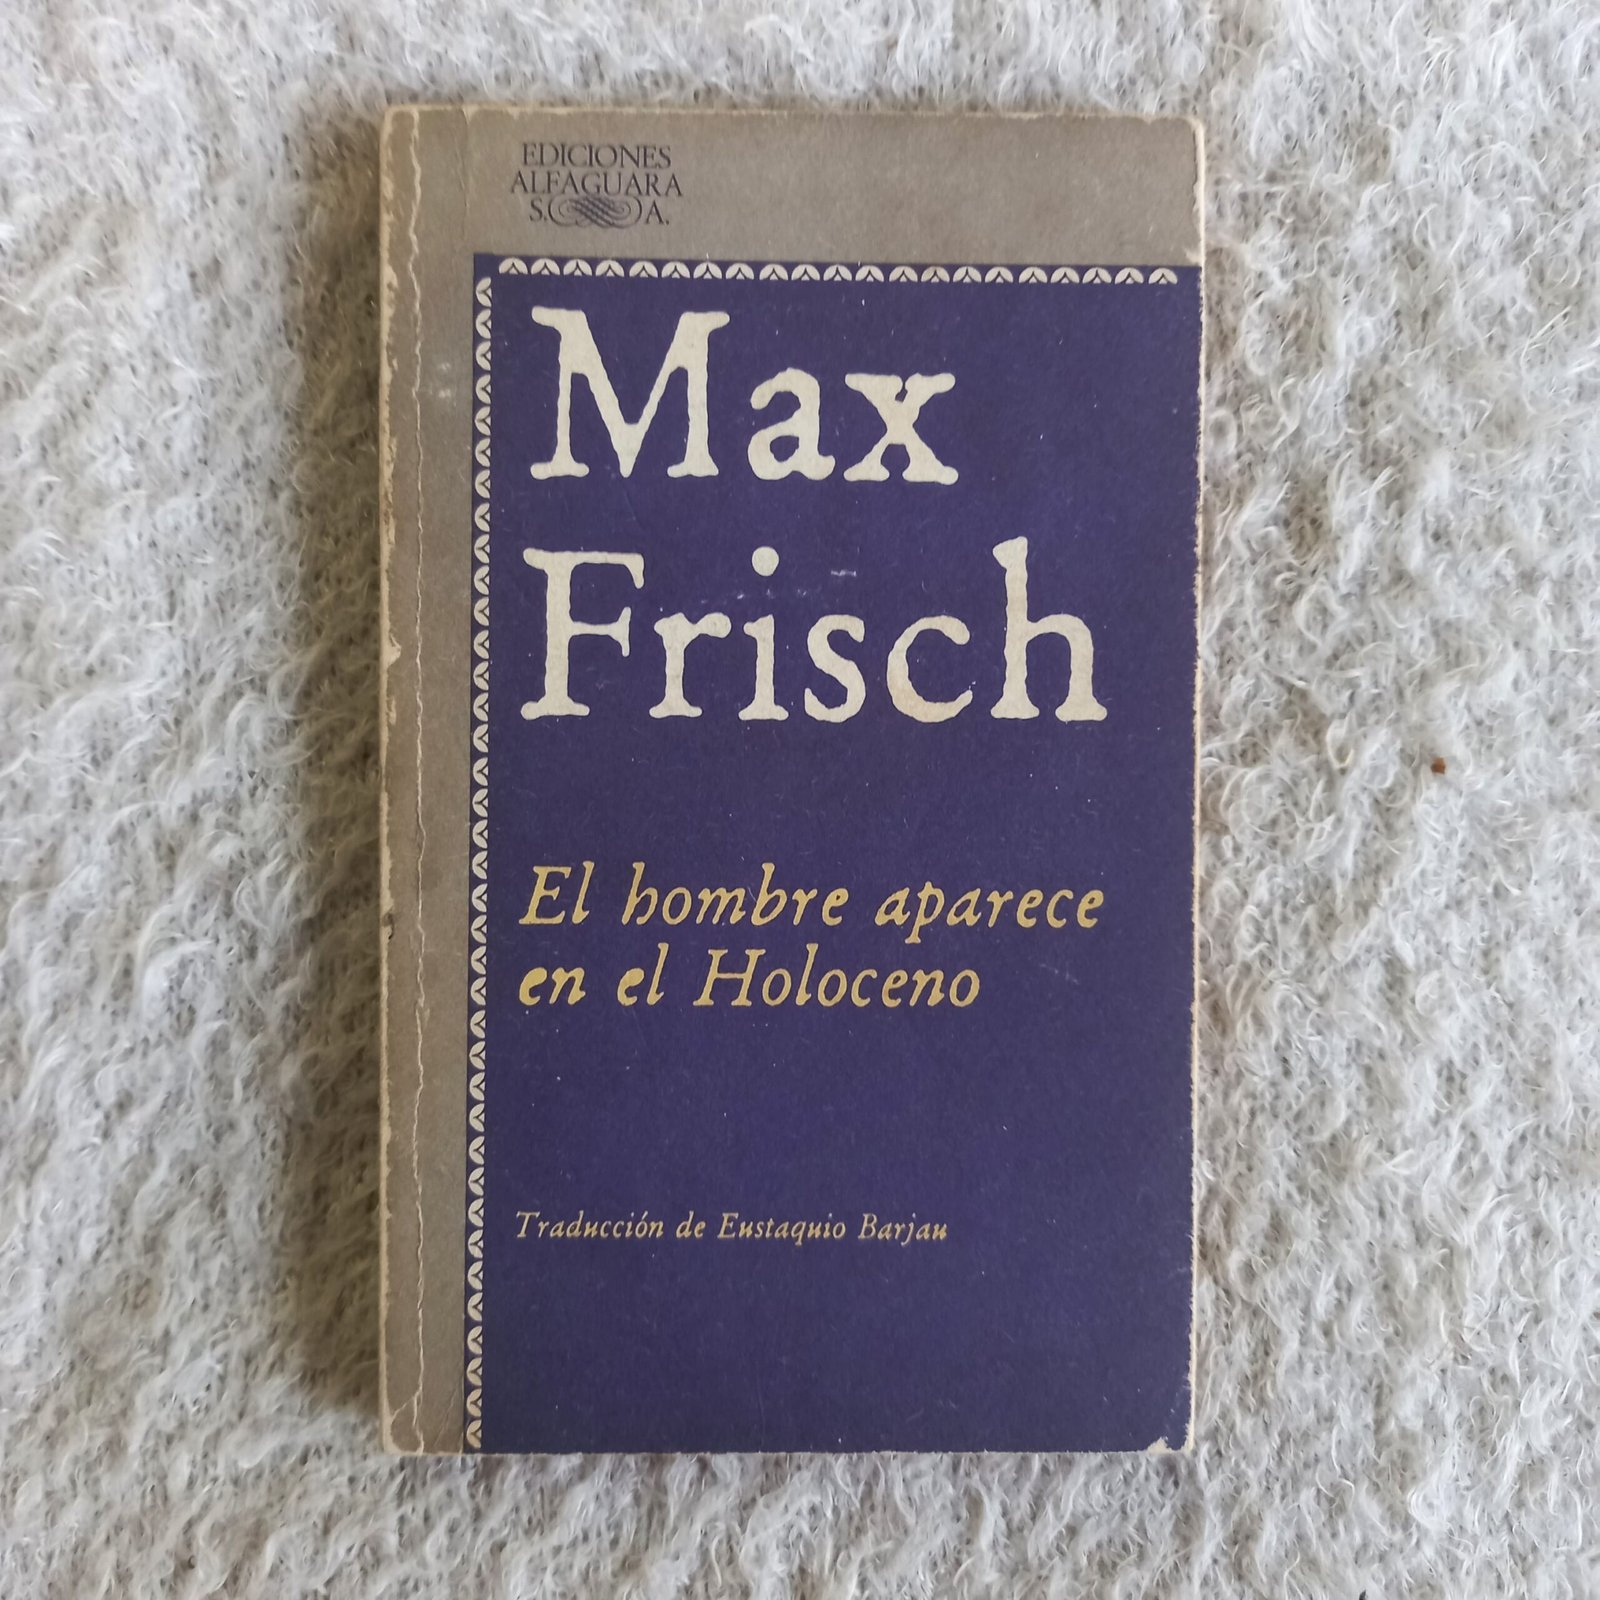 EDICIONES
ALFAGUARA
S. A.
Max
Frisch
El hombre aparece
en el Holoceno
Traducción de Eustaquio Barjau